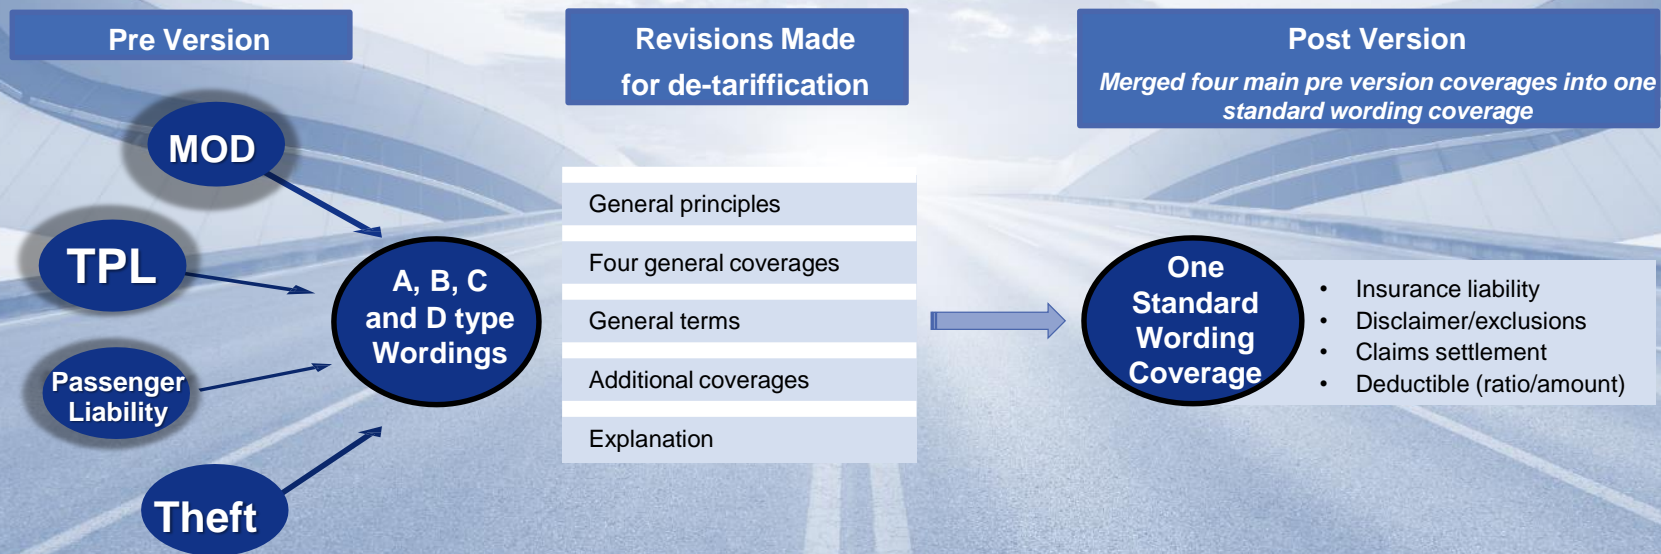 Pre Version
MOD
TPL
Passenger
Liability
Theft
A, B, C
and D type
Wordings
Revisions Made
for de-tariffication
General principles
Four general coverages
General terms
Additional coverages
Explanation
Post Version
Merged four main pre version coverages into one
standard wording coverage
One
Standard
Wording
Coverage
• Insurance liability
• Disclaimer/exclusions
• Claims settlement
• Deductible (ratio/amount)